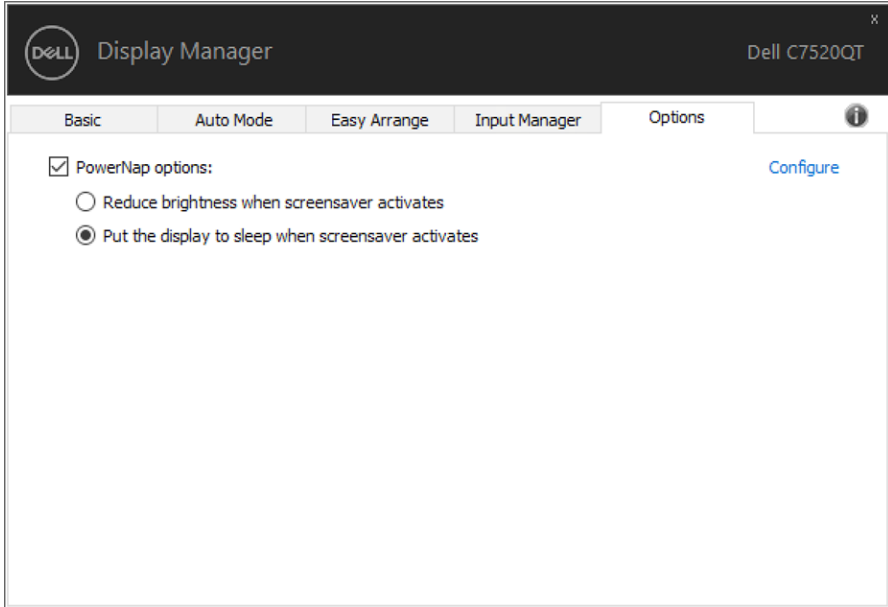 x
DELL Display Manager Dell C7520QT
Basic Auto Mode Easy Arrange Input Manager Options i
PowerNap options: Configure
Reduce brightness when screensaver activates
Put the display to sleep when screensaver activates